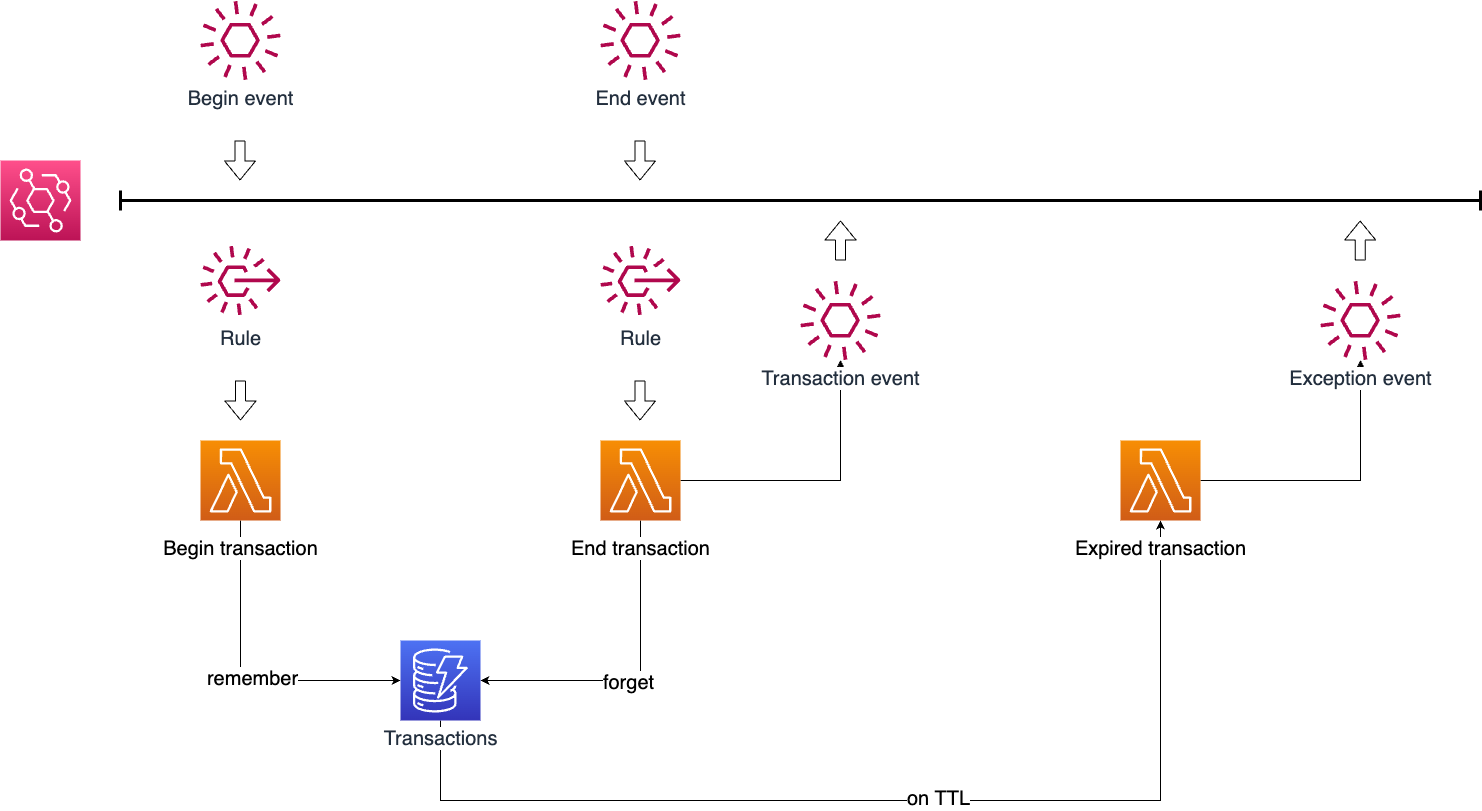 Begin event
End event
Rule
Rule
Transaction event
Exception event
Begin transaction
End transaction
Expired transaction
remember
forget
Transactions
on TTL